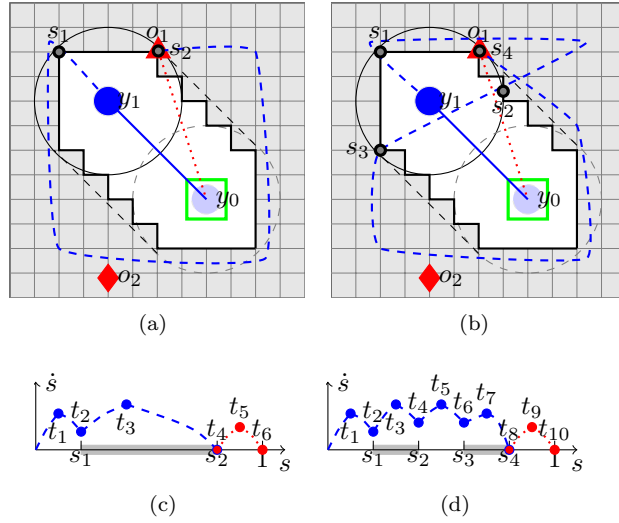 s₁ o₁ s₂
y₁
y₀
o₂
(a)
s₁ o₁ s₄
y₁ s₂
s₃
y₀
o₂
(b)
ṡ
t₁ t₂ t₃ t₄ t₅ t₆
s₁ s₂ 1 s
(c)
ṡ
t₁ t₂ t₃ t₄ t₅ t₆ t₇ t₈ t₉ t₁₀
s₁ s₂ s₃ s₄ 1 s
(d)